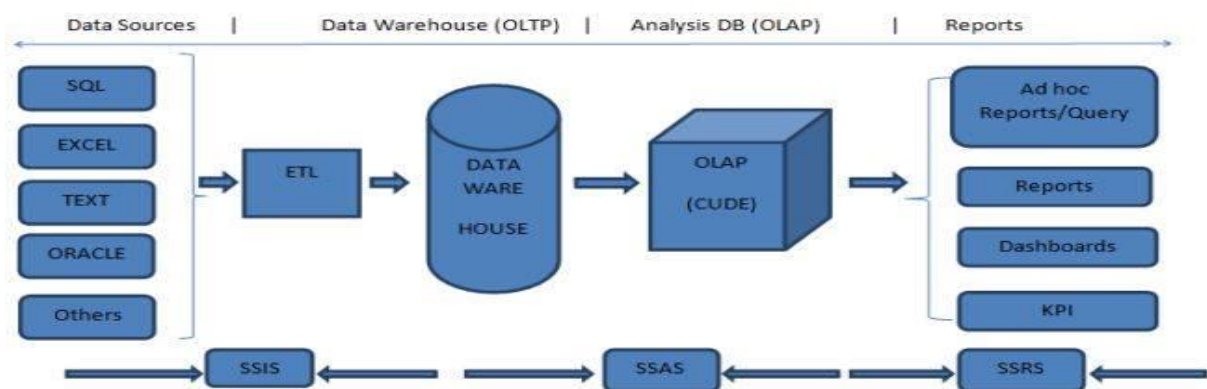 Data Sources | Data Warehouse (OLTP) | Analysis DB (OLAP) | Reports
SQL
EXCEL
TEXT
ORACLE
Others
ETL
DATA
WARE
HOUSE
OLAP
(CUDE)
Ad hoc
Reports/Query
Reports
Dashboards
KPI
SSIS
SSAS
SSRS